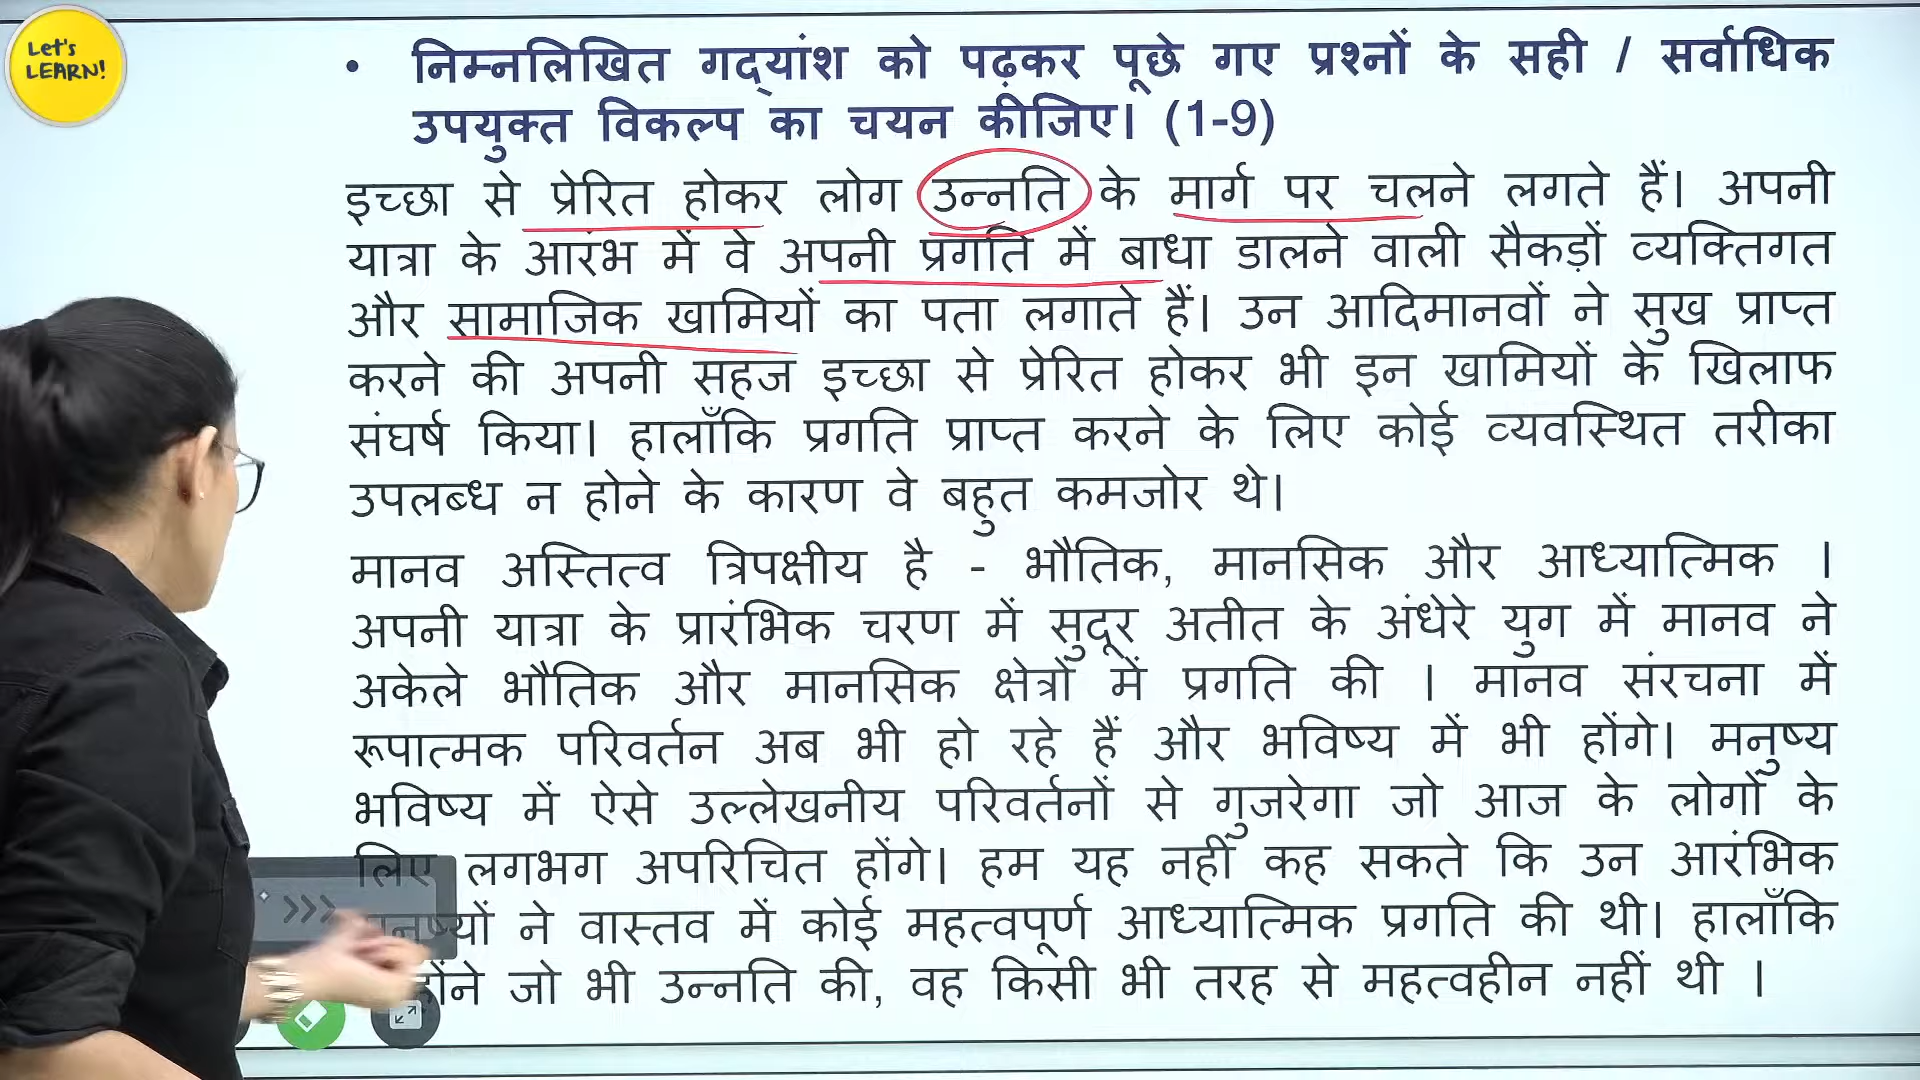 Let's
LEARN!
• निम्नलिखित गद्यांश को पढ़कर पूछे गए प्रश्नों के सही / सर्वाधिक
उपयुक्त विकल्प का चयन कीजिए। (1-9)
इच्छा से प्रेरित होकर लोग उन्नति के मार्ग पर चलने लगते हैं। अपनी
यात्रा के आरंभ में वे अपनी प्रगति में बाधा डालने वाली सैकड़ों व्यक्तिगत
और सामाजिक खामियों का पता लगाते हैं। उन आदिमानवों ने सुख प्राप्त
करने की अपनी सहज इच्छा से प्रेरित होकर भी इन खामियों के खिलाफ
संघर्ष किया। हालाँकि प्रगति प्राप्त करने के लिए कोई व्यवस्थित तरीका
उपलब्ध न होने के कारण वे बहुत कमजोर थे।
मानव अस्तित्व त्रिपक्षीय है - भौतिक, मानसिक और आध्यात्मिक ।
अपनी यात्रा के प्रारंभिक चरण में सुदूर अतीत के अंधेरे युग में मानव ने
अकेले भौतिक और मानसिक क्षेत्रों में प्रगति की । मानव संरचना में
रूपात्मक परिवर्तन अब भी हो रहे हैं और भविष्य में भी होंगे। मनुष्य
भविष्य में ऐसे उल्लेखनीय परिवर्तनों से गुजरेगा जो आज के लोगों के
लिए लगभग अपरिचित होंगे। हम यह नहीं कह सकते कि उन आरंभिक
ने वास्तव में कोई महत्वपूर्ण आध्यात्मिक प्रगति की थी। हालाँकि
जो भी उन्नति की, वह किसी भी तरह से महत्वहीन नहीं थी ।